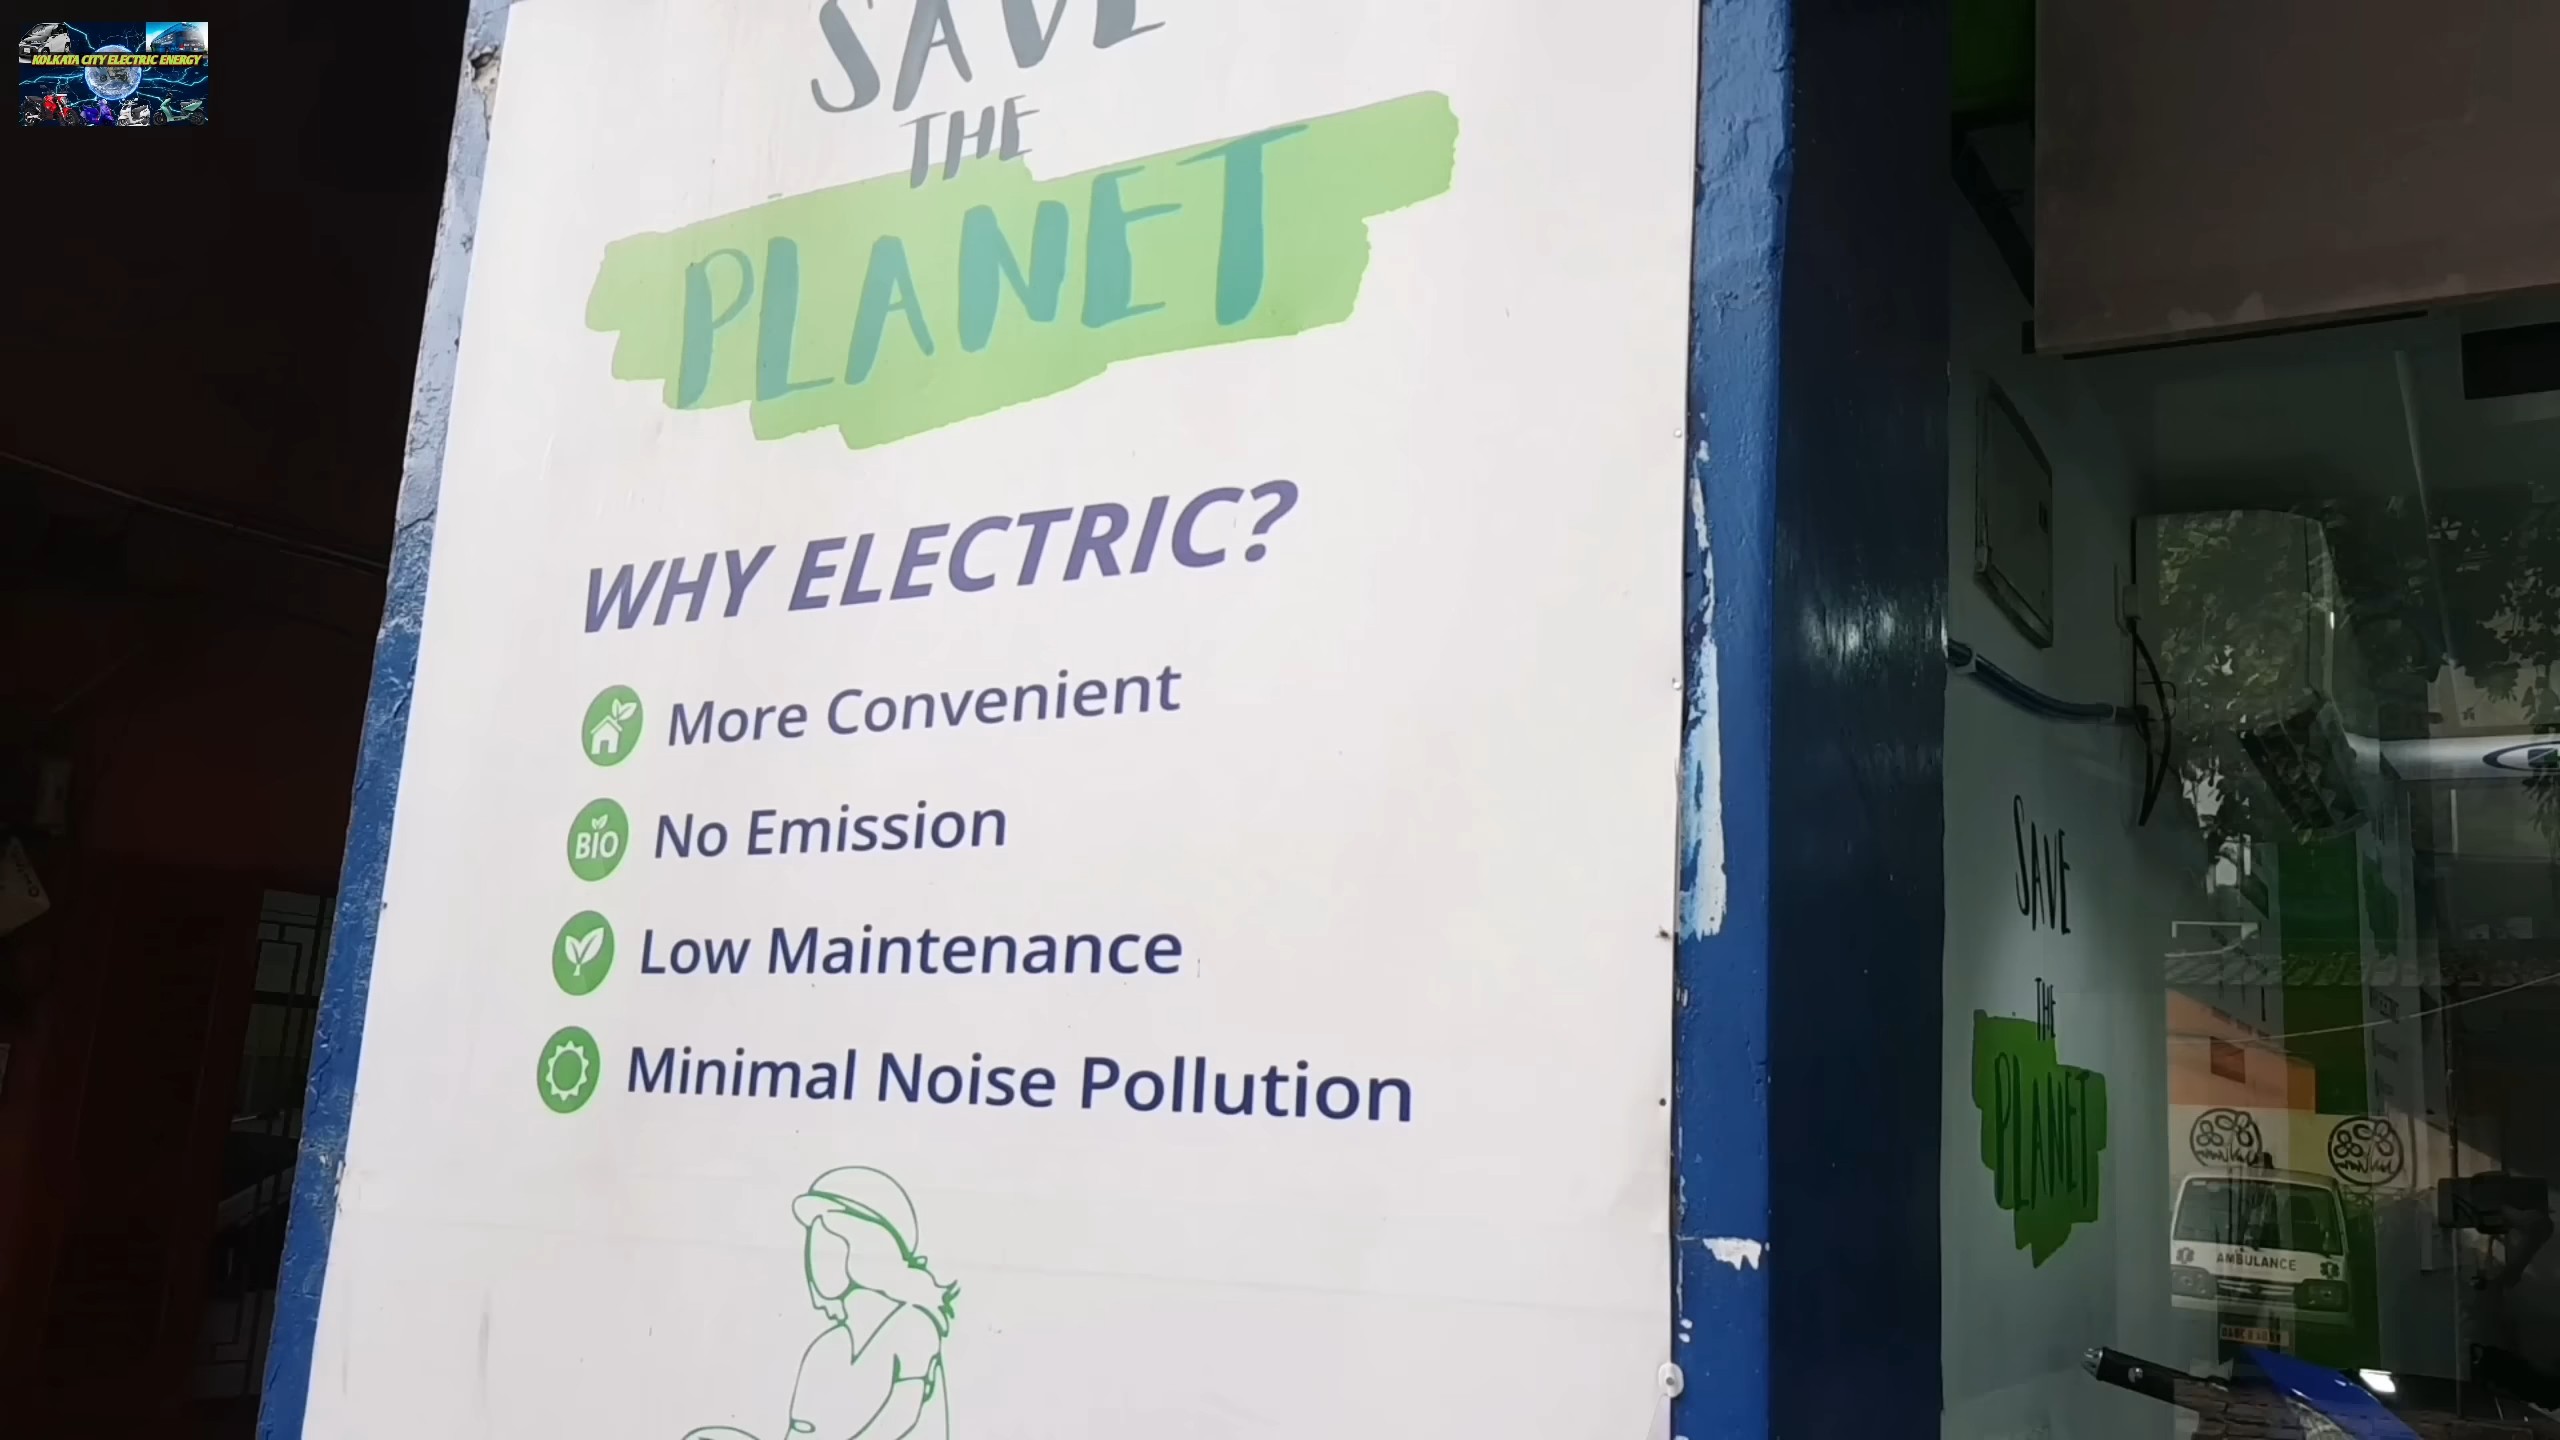 KOLKATA CITY ELECTRIC ENERGY
SAVE
THE
PLANET
WHY ELECTRIC?
More Convenient
BIO No Emission
Low Maintenance
Minimal Noise Pollution
SAVE
THE
PLANET
AMBULANCE